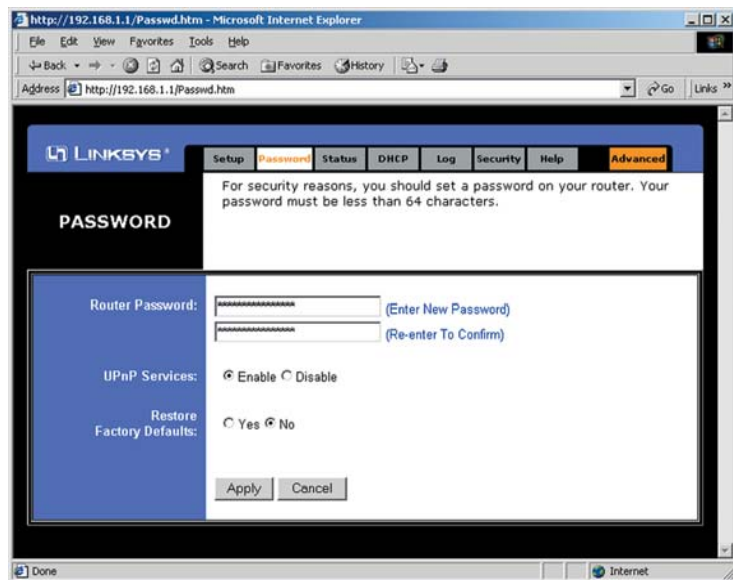 http://192.168.1.1/Passwd.htm - Microsoft Internet Explorer
File Edit View Favorites Tools Help
Back Search Favorites History
Address http://192.168.1.1/Passwd.htm Go Links »
LINKSYS®
Setup Password Status DHCP Log Security Help Advanced
PASSWORD
For security reasons, you should set a password on your router. Your
password must be less than 64 characters.
Router Password: **************** (Enter New Password)
**************** (Re-enter To Confirm)
UPnP Services: Enable Disable
Restore
Factory Defaults: Yes No
Apply Cancel
Done Internet